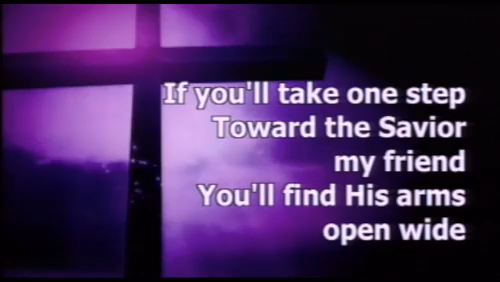 If you'll take one step
Toward the Savior
my friend
You'll find His arms
open wide